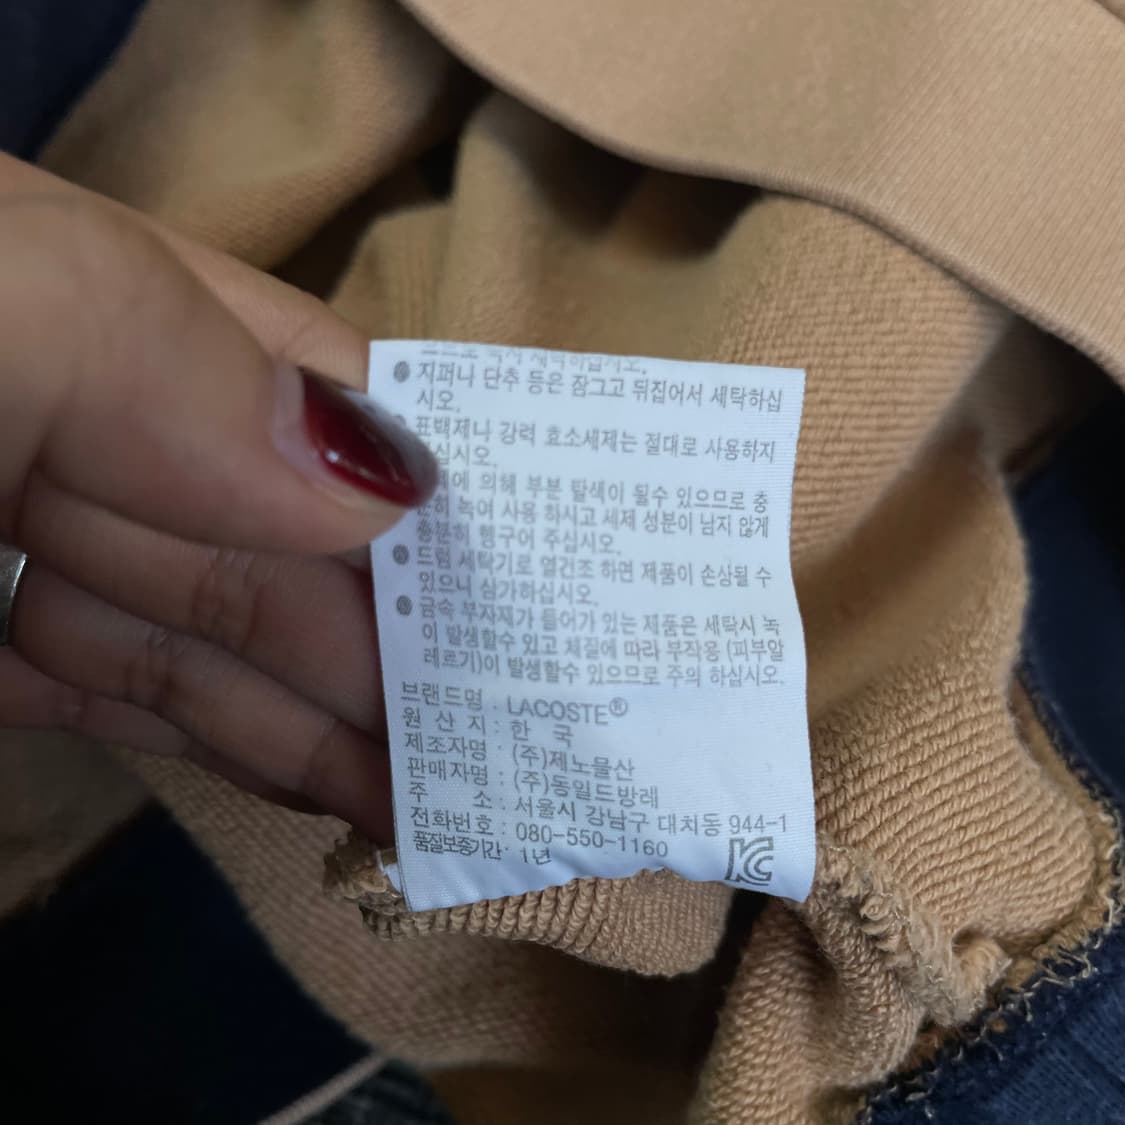 세탁하십시오.
● 지퍼나 단추 등은 잠그고 뒤집어서 세탁하십
시오.
표백제나 강력 효소세제는 절대로 사용하지
십시오.
에 의해 부분 탈색이 될수 있으므로 충
분히 녹여 사용 하시고 세제 성분이 남지 않게
충분히 헹구어 주십시오.
● 드럼 세탁기로 열건조 하면 제품이 손상될 수
있으니 삼가하십시오.
● 금속 부자재가 들어가 있는 제품은 세탁시 녹
이 발생할수 있고 체질에 따라 부작용 (피부알
레르기)이 발생할수 있으므로 주의 하십시오.
브랜드명 : LACOSTE®
원 산 지 : 한 국
제조자명 : (주)제노물산
판매자명 : (주)동일드방레
주 소 : 서울시 강남구 대치동 944-1
전화번호 : 080-550-1160
품질보증기간 : 1년
KC